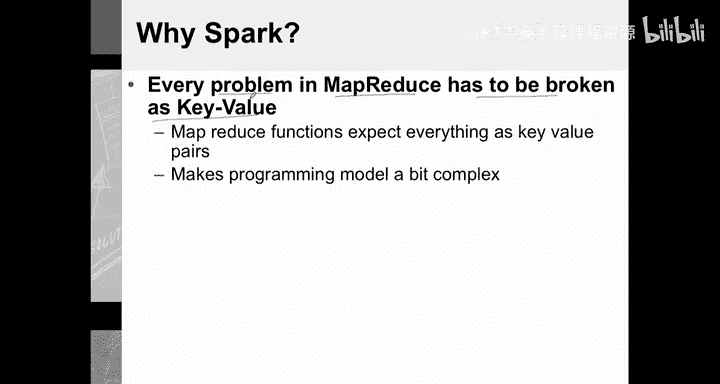 Why Spark?
bilibili
• Every problem in MapReduce has to be broken
as Key-Value
– Map reduce functions expect everything as key value
pairs
– Makes programming model a bit complex